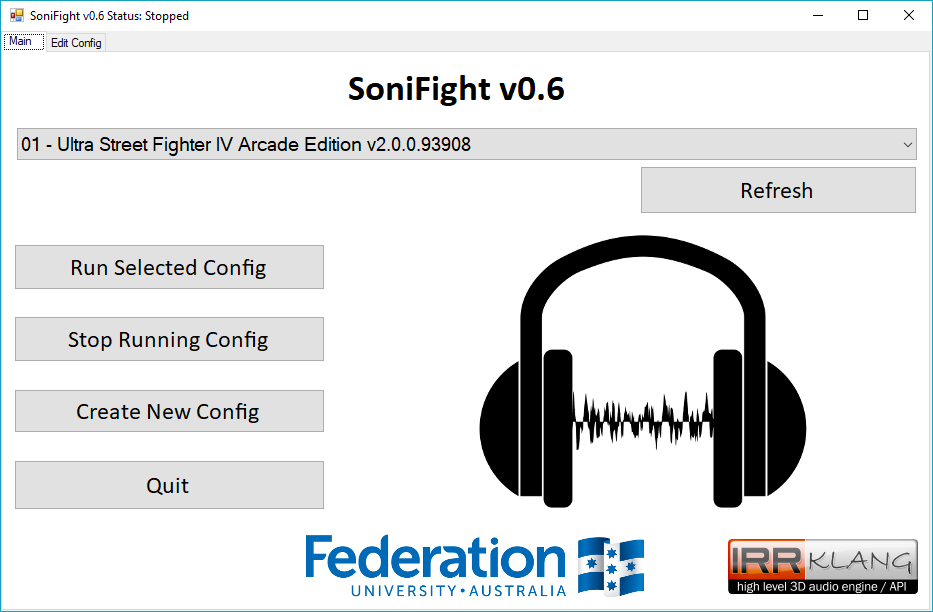 SoniFight v0.6 Status: Stopped
Main
Edit Config
SoniFight v0.6
01 - Ultra Street Fighter IV Arcade Edition v2.0.0.93908
Refresh
Run Selected Config
Stop Running Config
Create New Config
Quit
Federation
UNIVERSITY • AUSTRALIA
IRRKLANG
high level 3D audio engine / API